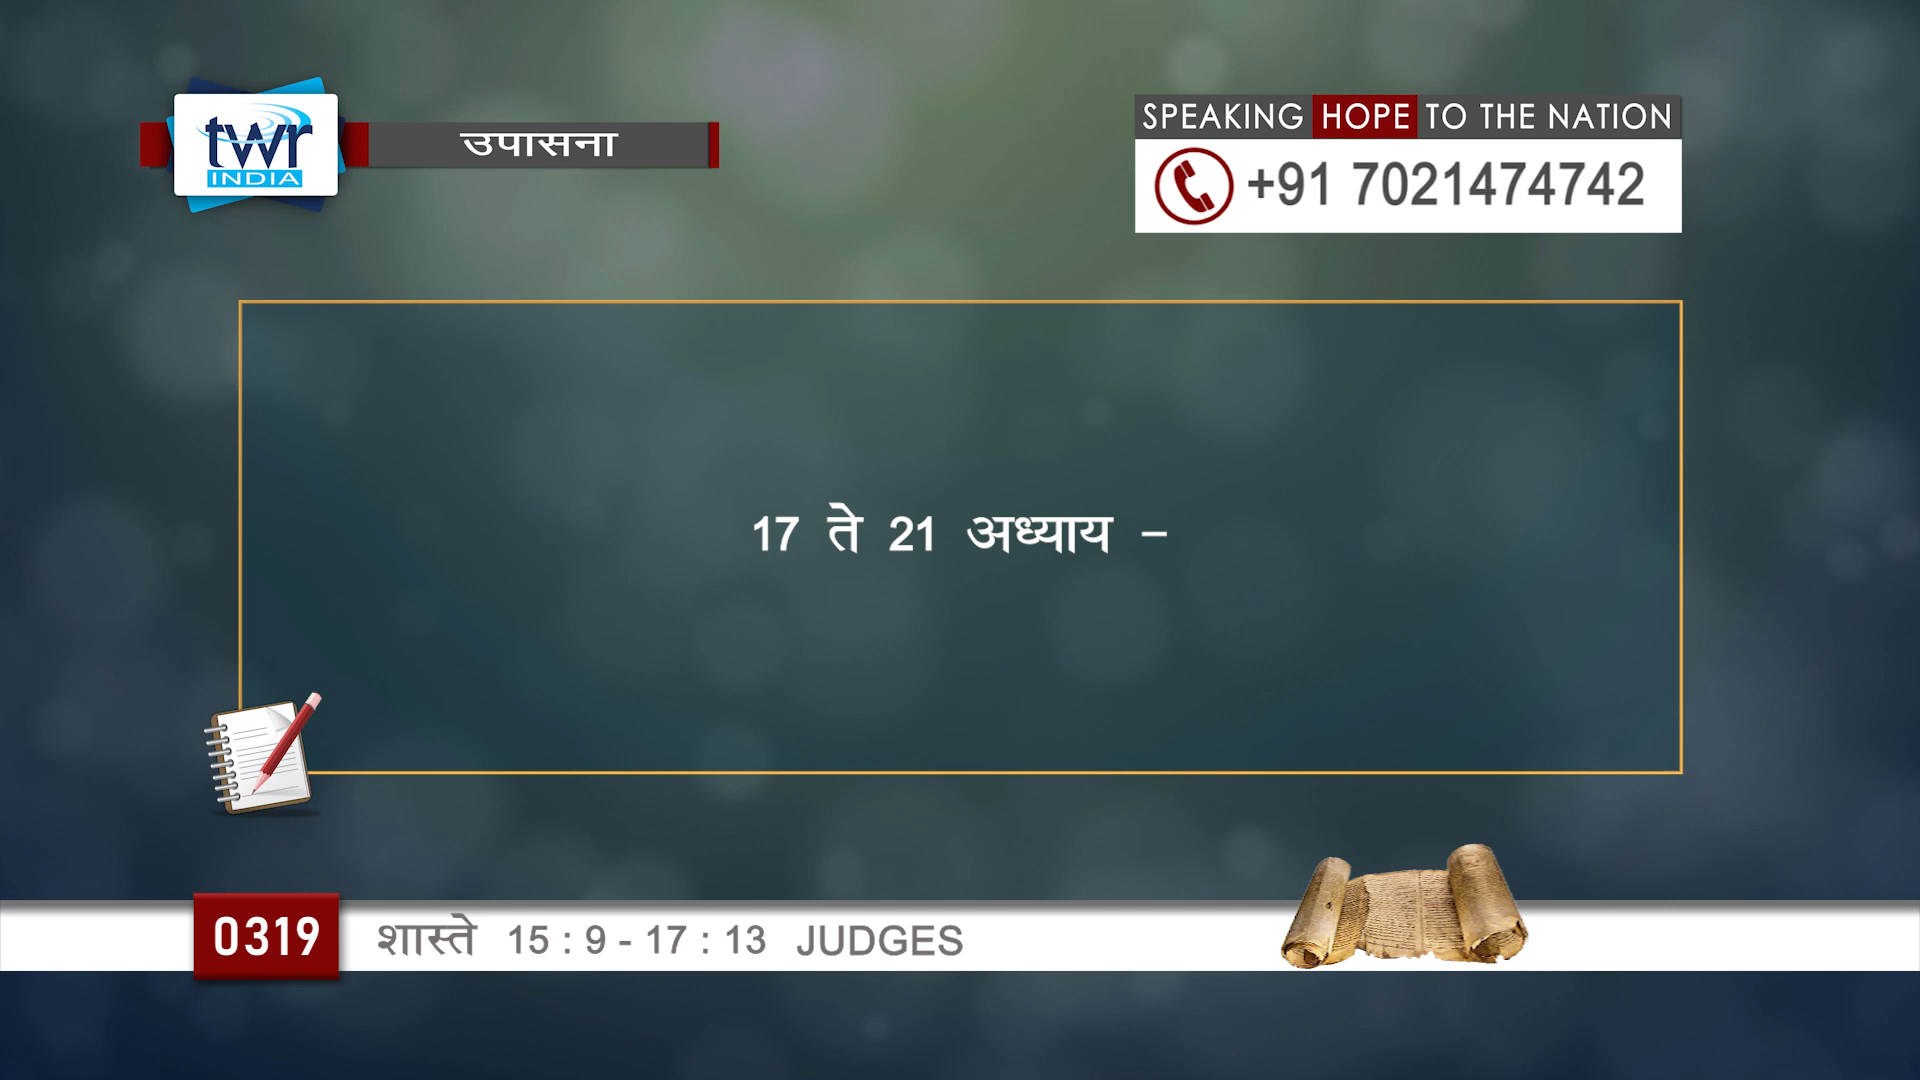 twr
INDIA
उपासना
SPEAKING HOPE TO THE NATION
+91 7021474742
17 ते 21 अध्याय –
0319
शास्ते 15 : 9 - 17 : 13 JUDGES